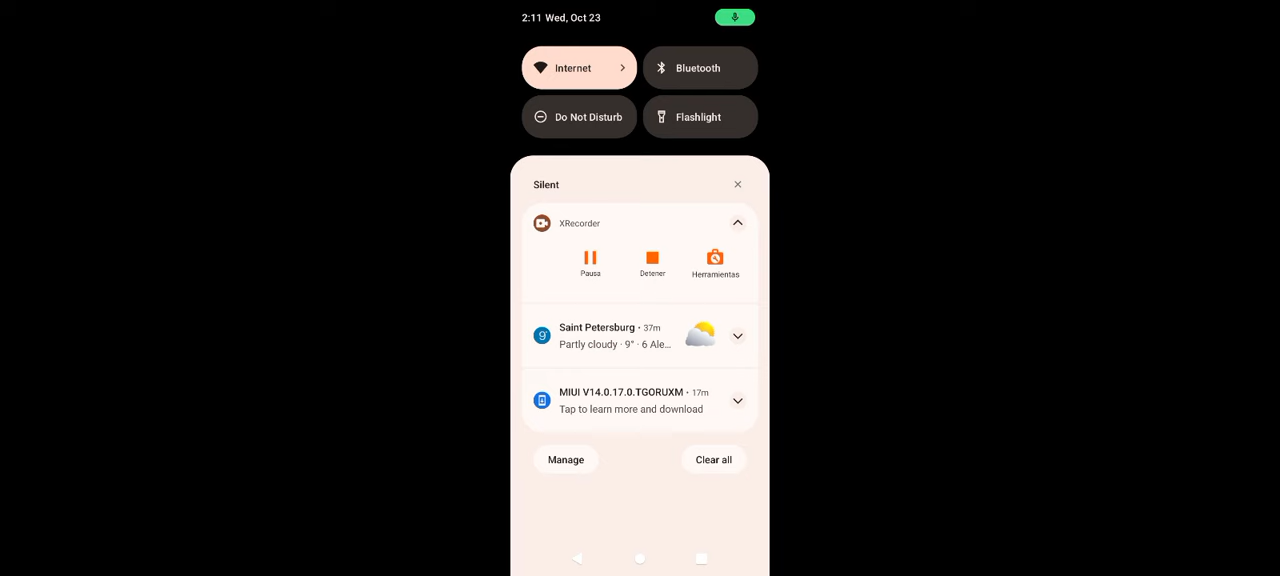 2:11 Wed, Oct 23
Internet
Bluetooth
Do Not Disturb
Flashlight
Silent
XRecorder
Pausa
Detener
Herramientas
9°
Saint Petersburg · 37m
Partly cloudy · 9° · 6 Ale…
MIUI V14.0.17.0.TGORUXM · 17m
Tap to learn more and download
Manage
Clear all